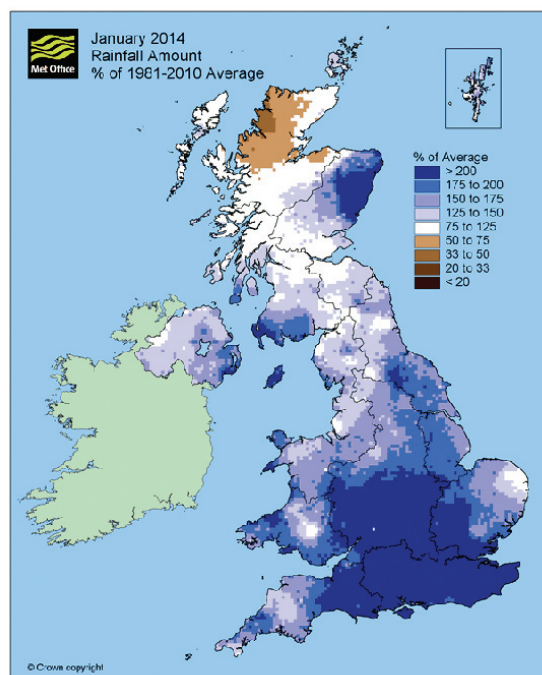 Met Office
January 2014
Rainfall Amount
% of 1981-2010 Average
% of Average
> 200
175 to 200
150 to 175
125 to 150
75 to 125
50 to 75
33 to 50
20 to 33
< 20
© Crown copyright